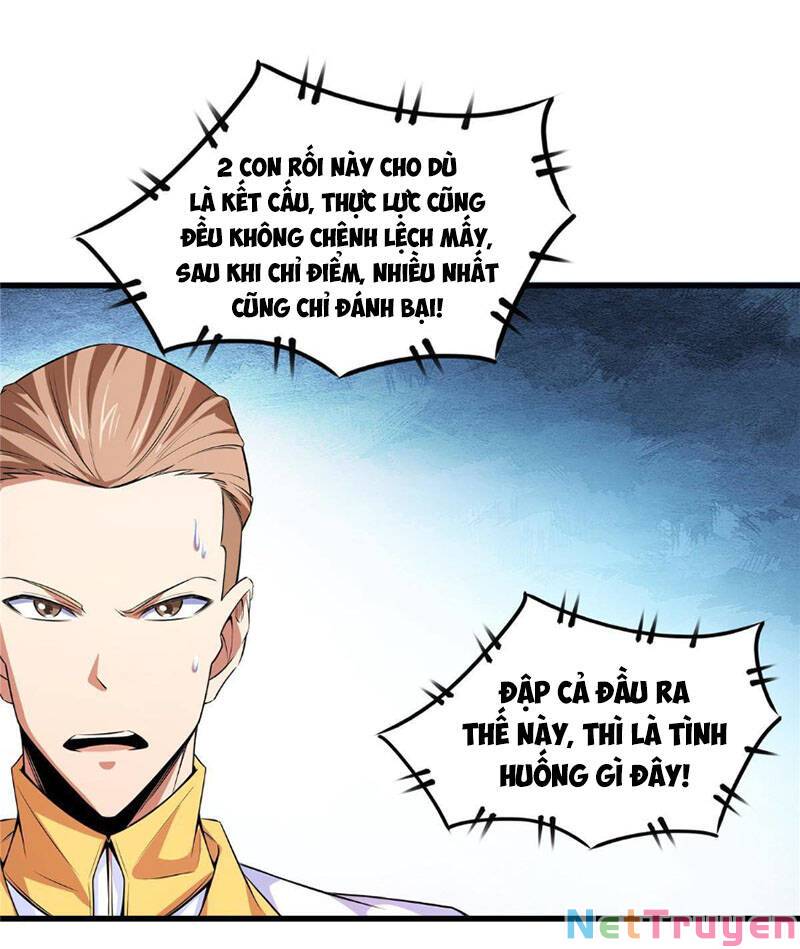 2 CON RỐI NÀY CHO DÙ
LÀ KẾT CẤU, THỰC LỰC CŨNG
ĐỀU KHÔNG CHÊNH LỆCH MẤY,
SAU KHI CHỈ ĐIỂM, NHIỀU NHẤT
CŨNG CHỈ ĐÁNH BẠI!
ĐẬP CẢ ĐẦU RA
THẾ NÀY, THÌ LÀ TÌNH
HUỐNG GÌ ĐÂY!
NetTruyen